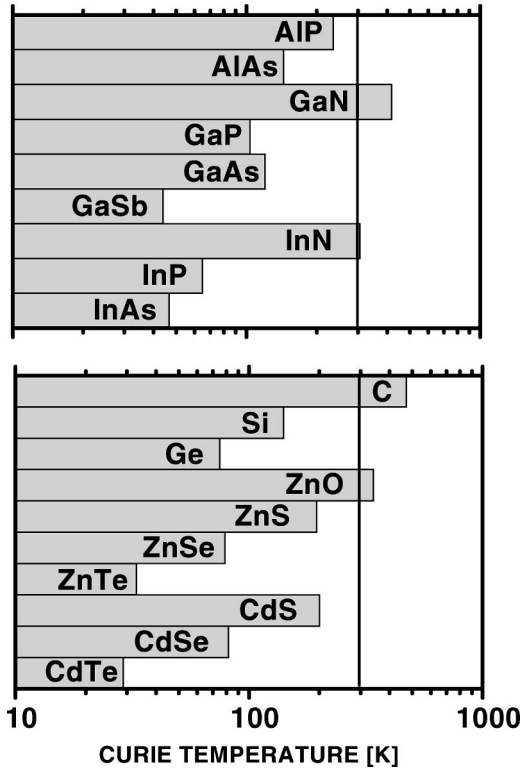 AlP
AlAs
GaN
GaP
GaAs
GaSb
InN
InP
InAs
C
Si
Ge
ZnO
ZnS
ZnSe
ZnTe
CdS
CdSe
CdTe
10 100 1000
CURIE TEMPERATURE [K]